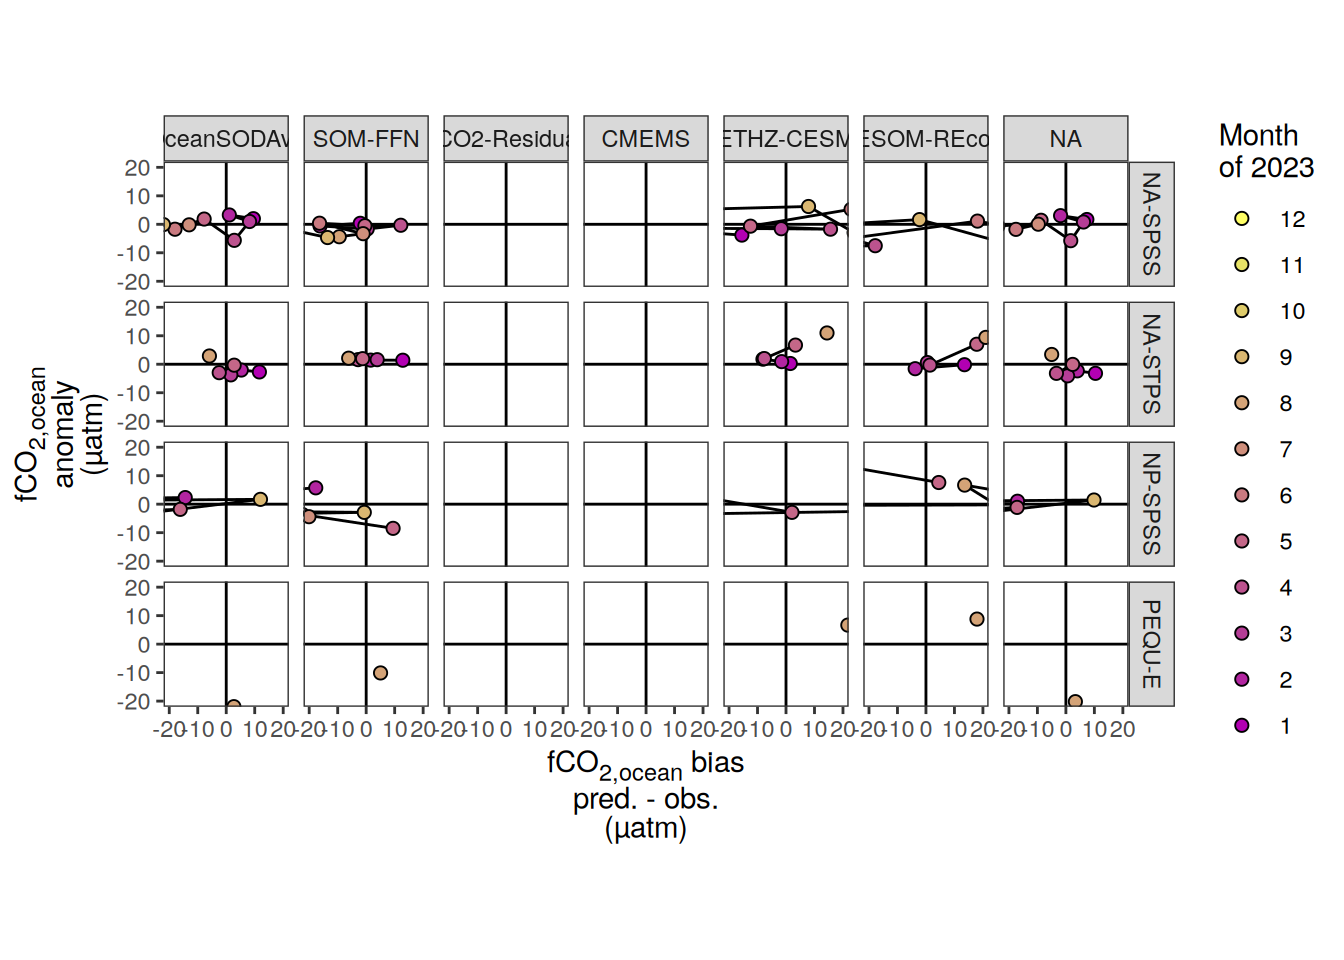 ceanSODAv SOM-FFN CO2-Residua CMEMS ETHZ-CESM ESOM-REco NA
Month
of 2023
12
11
10
9
8
7
6
5
4
3
2
1
NA-SPSS
NA-STPS
NP-SPSS
PEQU-E
20
10
0
-10
-20
20
10
0
-10
-20
20
10
0
-10
-20
20
10
0
-10
-20
fCO2,ocean
anomaly
(µatm)
-20 -10 0 10 20 -20 -10 0 10 20 -20 -10 0 10 20 -20 -10 0 10 20 -20 -10 0 10 20 -20 -10 0 10 20 -20 -10 0 10 20
fCO2,ocean bias
pred. - obs.
(µatm)